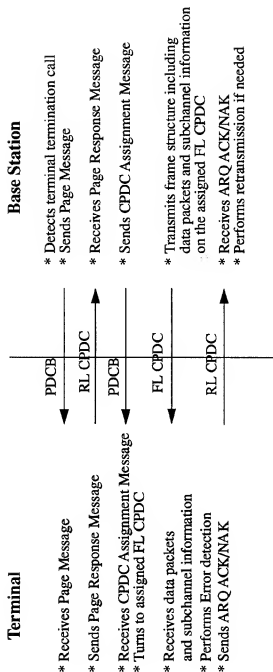 Terminal
Base Station
* Detects terminal termination call
* Sends Page Message
PDCB
* Receives Page Message
* Sends Page Response Message
RL CPDC
* Receives Page Response Message
* Sends CPDC Assignment Message
PDCB
* Receives CPDC Assignment Message
* Tuns to assigned FL CPDC
* Transmits frame structure including
data packets and subchannel information
on the assigned FL CPDC
FL CPDC
* Receives data packets
and subchannel information
* Performs Error detection
* Sends ARQ ACK/NAK
RL CPDC
* Receives ARQ ACK/NAK
* Performs retransmission if needed